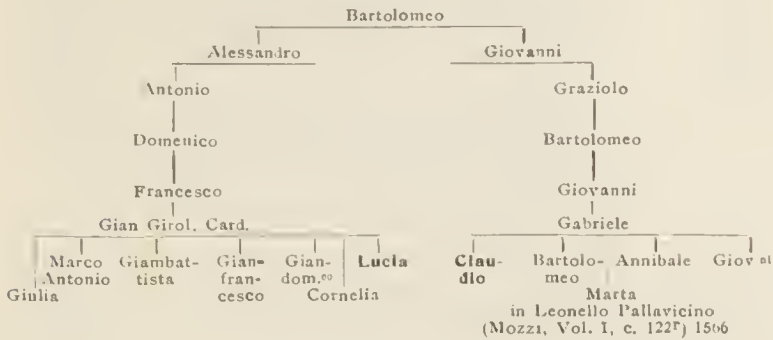 Bartolomeo
Alessandro Giovanni
Antonio Graziolo
Domenico Bartolomeo
Francesco Giovanni
Gian Girol. Card. Gabriele
Marco Giambat- Gian- Gian- Lucia Clau- Bartolo- Annibale Giov ni
Antonio tista fran- dom.co dio meo
Giulia cesco Cornelia Marta
in Leonello Pallavicino
(Mozzi, Vol. I, c. 122r) 1566